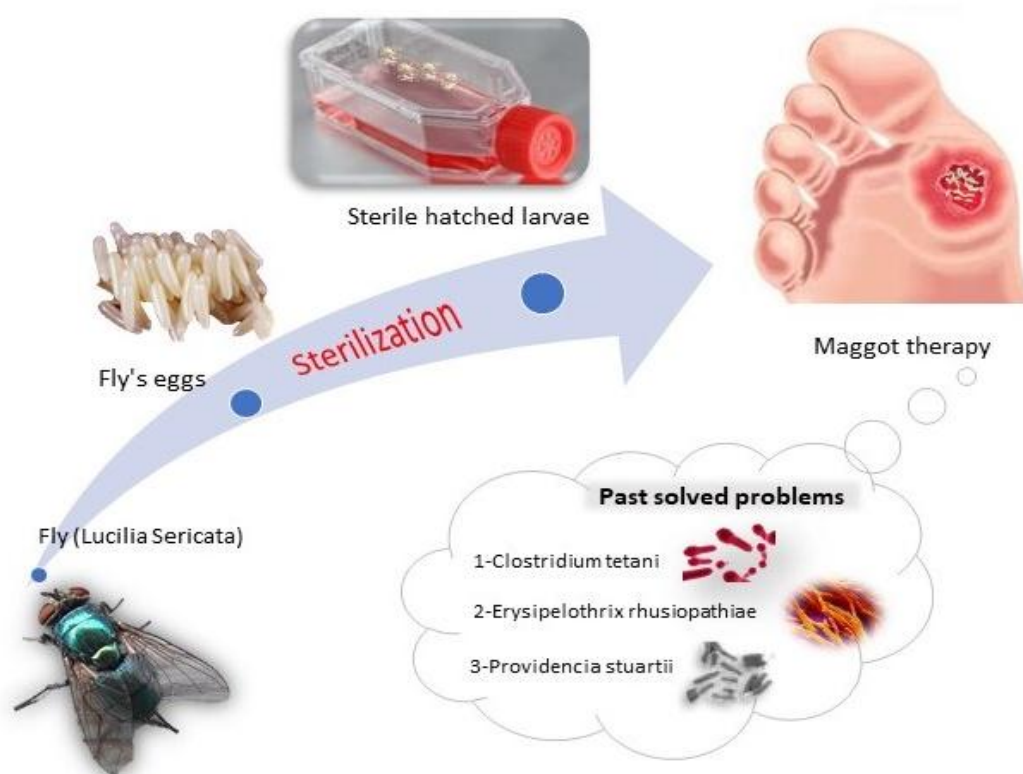 Sterile hatched larvae
Sterilization
Fly's eggs
Maggot therapy
Fly (Lucilia Sericata)
Past solved problems
1-Clostridium tetani
2-Erysipelothrix rhusiopathiae
3-Providencia stuartii